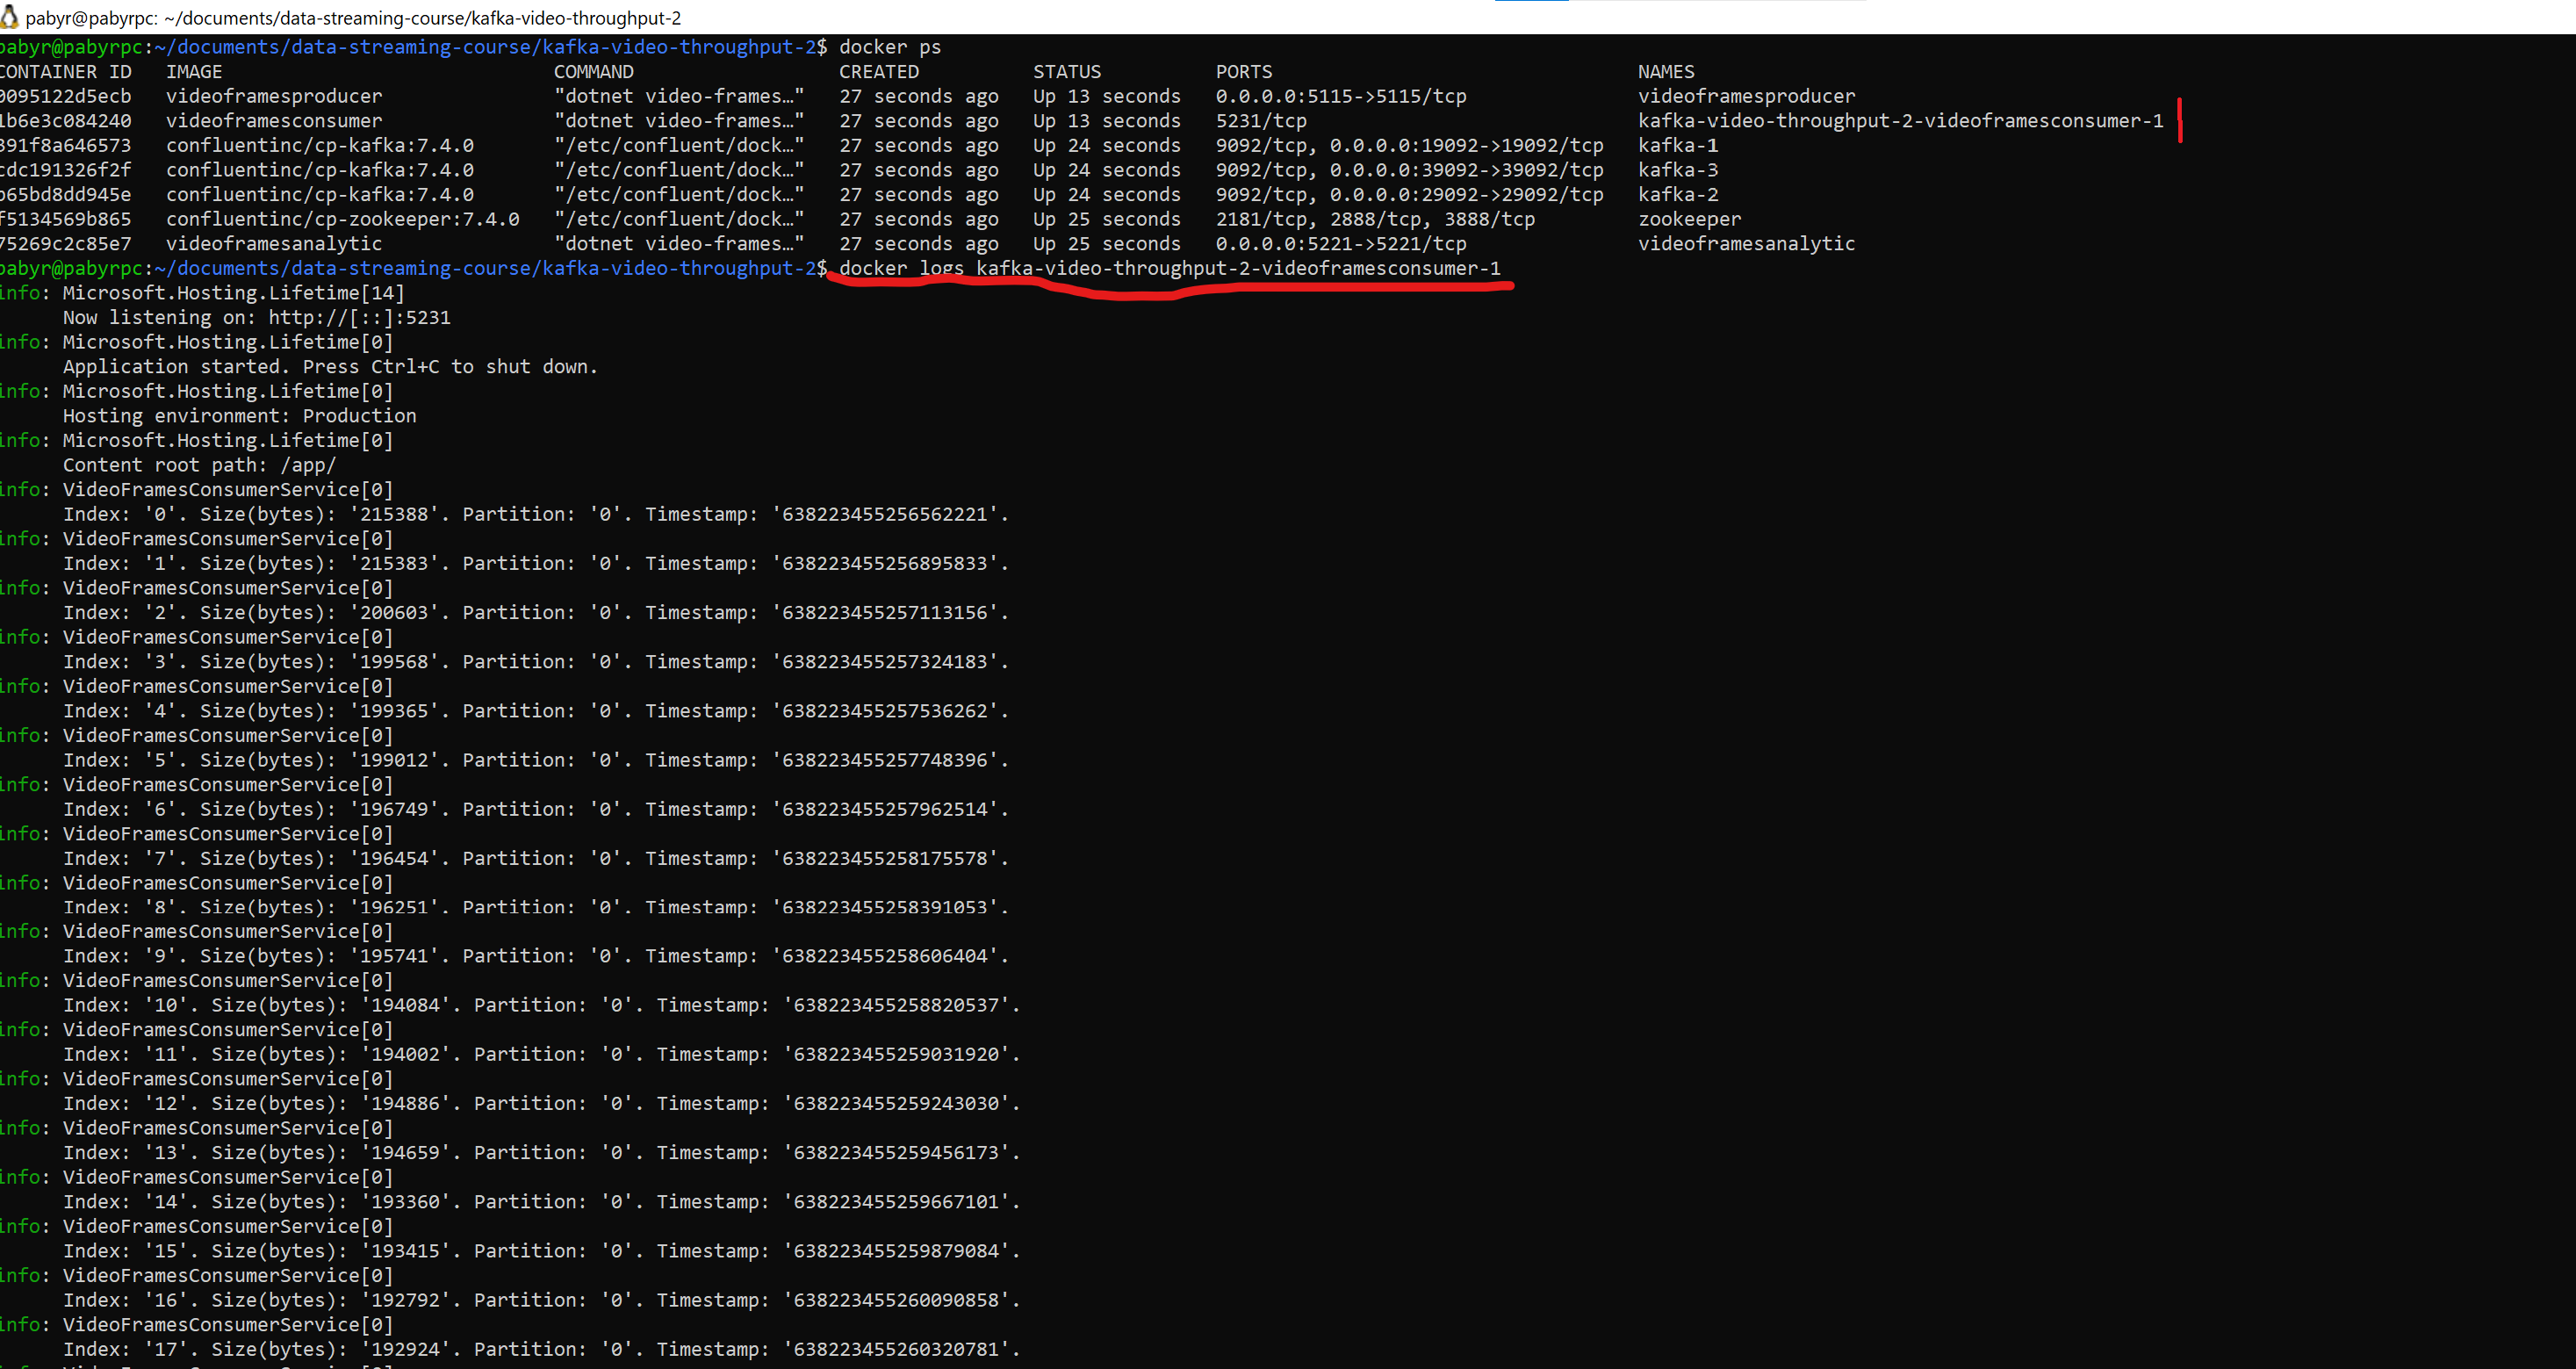 pabyr@pabyrpc: ~/documents/data-streaming-course/kafka-video-throughput-2
pabyr@pabyrpc:~/documents/data-streaming-course/kafka-video-throughput-2$ docker ps
CONTAINER ID IMAGE COMMAND CREATED STATUS PORTS NAMES
0095122d5ecb videoframesproducer "dotnet video-frames…" 27 seconds ago Up 13 seconds 0.0.0.0:5115->5115/tcp videoframesproducer
1b6e3c084240 videoframesconsumer "dotnet video-frames…" 27 seconds ago Up 13 seconds 5231/tcp kafka-video-throughput-2-videoframesconsumer-1
391f8a646573 confluentinc/cp-kafka:7.4.0 "/etc/confluent/dock…" 27 seconds ago Up 24 seconds 9092/tcp, 0.0.0.0:19092->19092/tcp kafka-1
cdc191326f2f confluentinc/cp-kafka:7.4.0 "/etc/confluent/dock…" 27 seconds ago Up 24 seconds 9092/tcp, 0.0.0.0:39092->39092/tcp kafka-3
b65bd8dd945e confluentinc/cp-kafka:7.4.0 "/etc/confluent/dock…" 27 seconds ago Up 24 seconds 9092/tcp, 0.0.0.0:29092->29092/tcp kafka-2
f5134569b865 confluentinc/cp-zookeeper:7.4.0 "/etc/confluent/dock…" 27 seconds ago Up 25 seconds 2181/tcp, 2888/tcp, 3888/tcp zookeeper
75269c2c85e7 videoframesanalytic "dotnet video-frames…" 27 seconds ago Up 25 seconds 0.0.0.0:5221->5221/tcp videoframesanalytic
pabyr@pabyrpc:~/documents/data-streaming-course/kafka-video-throughput-2$ docker logs kafka-video-throughput-2-videoframesconsumer-1
info: Microsoft.Hosting.Lifetime[14]
Now listening on: http://[::]:5231
info: Microsoft.Hosting.Lifetime[0]
Application started. Press Ctrl+C to shut down.
info: Microsoft.Hosting.Lifetime[0]
Hosting environment: Production
info: Microsoft.Hosting.Lifetime[0]
Content root path: /app/
info: VideoFramesConsumerService[0]
Index: '0'. Size(bytes): '215388'. Partition: '0'. Timestamp: '638223455256562221'.
info: VideoFramesConsumerService[0]
Index: '1'. Size(bytes): '215383'. Partition: '0'. Timestamp: '638223455256895833'.
info: VideoFramesConsumerService[0]
Index: '2'. Size(bytes): '200603'. Partition: '0'. Timestamp: '638223455257113156'.
info: VideoFramesConsumerService[0]
Index: '3'. Size(bytes): '199568'. Partition: '0'. Timestamp: '638223455257324183'.
info: VideoFramesConsumerService[0]
Index: '4'. Size(bytes): '199365'. Partition: '0'. Timestamp: '638223455257536262'.
info: VideoFramesConsumerService[0]
Index: '5'. Size(bytes): '199012'. Partition: '0'. Timestamp: '638223455257748396'.
info: VideoFramesConsumerService[0]
Index: '6'. Size(bytes): '196749'. Partition: '0'. Timestamp: '638223455257962514'.
info: VideoFramesConsumerService[0]
Index: '7'. Size(bytes): '196454'. Partition: '0'. Timestamp: '638223455258175578'.
info: VideoFramesConsumerService[0]
Index: '8'. Size(bytes): '196251'. Partition: '0'. Timestamp: '638223455258391053'.
info: VideoFramesConsumerService[0]
Index: '9'. Size(bytes): '195741'. Partition: '0'. Timestamp: '638223455258606404'.
info: VideoFramesConsumerService[0]
Index: '10'. Size(bytes): '194084'. Partition: '0'. Timestamp: '638223455258820537'.
info: VideoFramesConsumerService[0]
Index: '11'. Size(bytes): '194002'. Partition: '0'. Timestamp: '638223455259031920'.
info: VideoFramesConsumerService[0]
Index: '12'. Size(bytes): '194886'. Partition: '0'. Timestamp: '638223455259243030'.
info: VideoFramesConsumerService[0]
Index: '13'. Size(bytes): '194659'. Partition: '0'. Timestamp: '638223455259456173'.
info: VideoFramesConsumerService[0]
Index: '14'. Size(bytes): '193360'. Partition: '0'. Timestamp: '638223455259667101'.
info: VideoFramesConsumerService[0]
Index: '15'. Size(bytes): '193415'. Partition: '0'. Timestamp: '638223455259879084'.
info: VideoFramesConsumerService[0]
Index: '16'. Size(bytes): '192792'. Partition: '0'. Timestamp: '638223455260090858'.
info: VideoFramesConsumerService[0]
Index: '17'. Size(bytes): '192924'. Partition: '0'. Timestamp: '638223455260320781'.